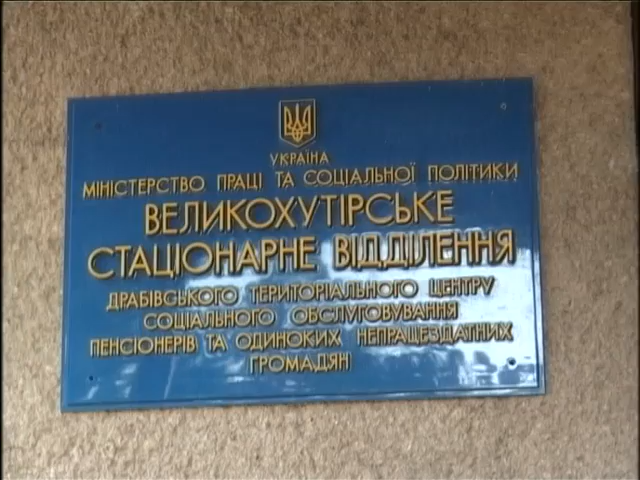 УКРАЇНА
МІНІСТЕРСТВО ПРАЦІ ТА СОЦІАЛЬНОЇ ПОЛІТИКИ
ВЕЛИКОХУТІРСЬКЕ
СТАЦІОНАРНЕ ВІДДІЛЕННЯ
ДРАБІВСЬКОГО ТЕРИТОРІАЛЬНОГО ЦЕНТРУ
СОЦІАЛЬНОГО ОБСЛУГОВУВАННЯ
ПЕНСІОНЕРІВ ТА ОДИНОКИХ НЕПРАЦЕЗДАТНИХ
ГРОМАДЯН